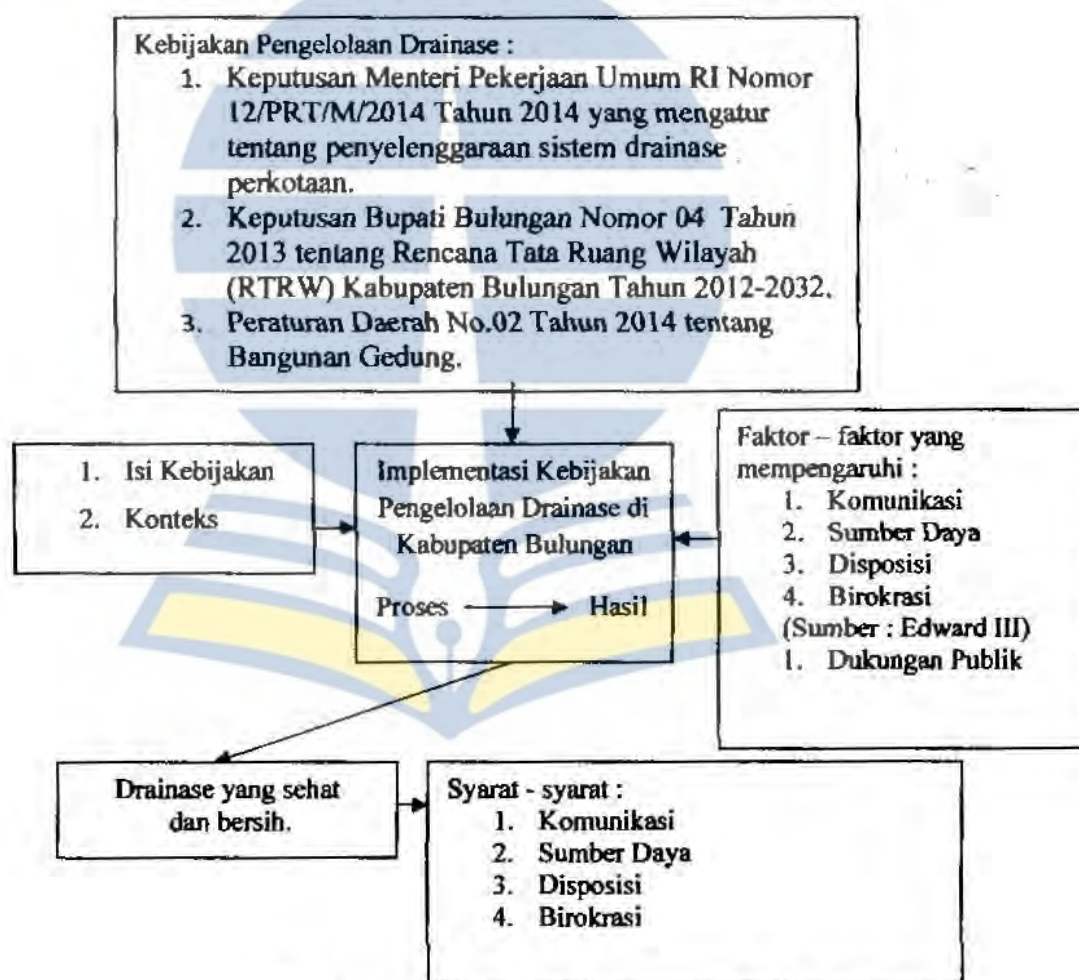 Kebijakan Pengelolaan Drainase :
1. Keputusan Menteri Pekerjaan Umum RI Nomor
12/PRT/M/2014 Tahun 2014 yang mengatur
tentang penyelenggaraan sistem drainase
perkotaan.
2. Keputusan Bupati Bulungan Nomor 04 Tahun
2013 tentang Rencana Tata Ruang Wilayah
(RTRW) Kabupaten Bulungan Tahun 2012-2032.
3. Peraturan Daerah No.02 Tahun 2014 tentang
Bangunan Gedung.
1. Isi Kebijakan
2. Konteks
Implementasi Kebijakan
Pengelolaan Drainase di
Kabupaten Bulungan
Proses Hasil
Faktor – faktor yang
mempengaruhi :
1. Komunikasi
2. Sumber Daya
3. Disposisi
4. Birokrasi
(Sumber : Edward III)
1. Dukungan Publik
Drainase yang sehat
dan bersih.
Syarat - syarat :
1. Komunikasi
2. Sumber Daya
3. Disposisi
4. Birokrasi